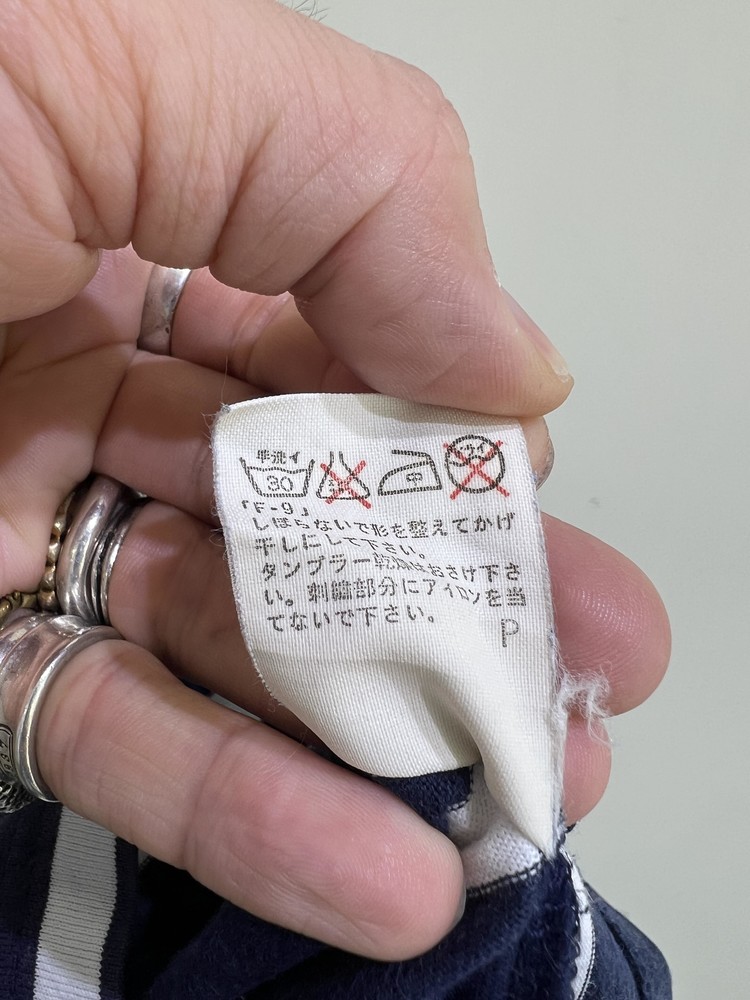 手洗イ
30
中
「F-9」
しぼらないで形を整えてかげ
干しにして下さい。
タンブラー乾燥はおさけ下さ
い。刺繍部分にアイロンを当
てないで下さい。
P